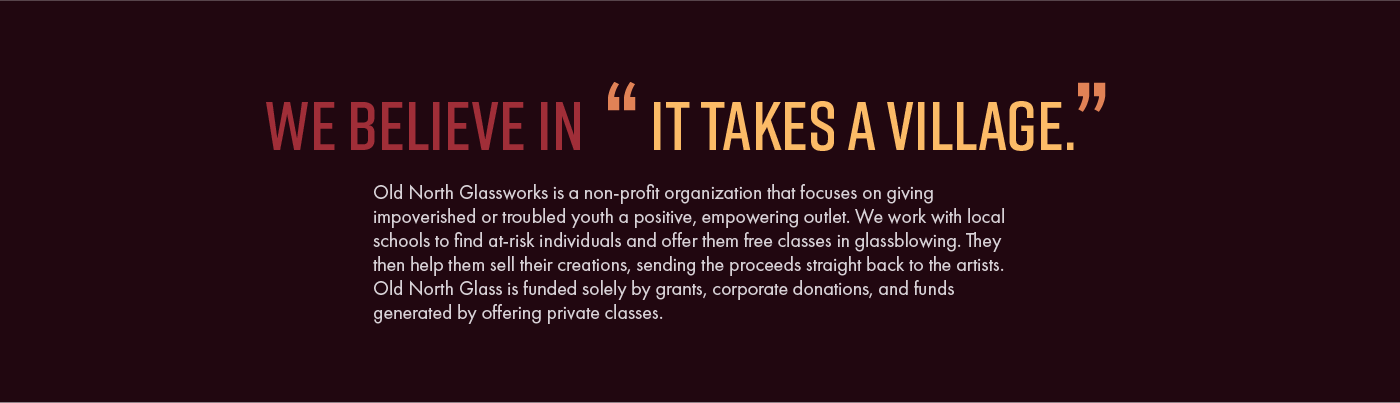 WE BELIEVE IN “ IT TAKES A VILLAGE.”
Old North Glassworks is a non-profit organization that focuses on giving
impoverished or troubled youth a positive, empowering outlet. We work with local
schools to find at-risk individuals and offer them free classes in glassblowing. They
then help them sell their creations, sending the proceeds straight back to the artists.
Old North Glass is funded solely by grants, corporate donations, and funds
generated by offering private classes.